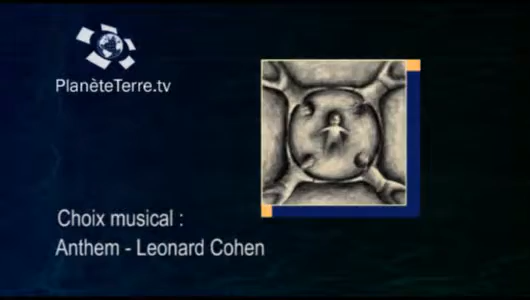 PlanèteTerre.tv
Choix musical :
Anthem - Leonard Cohen